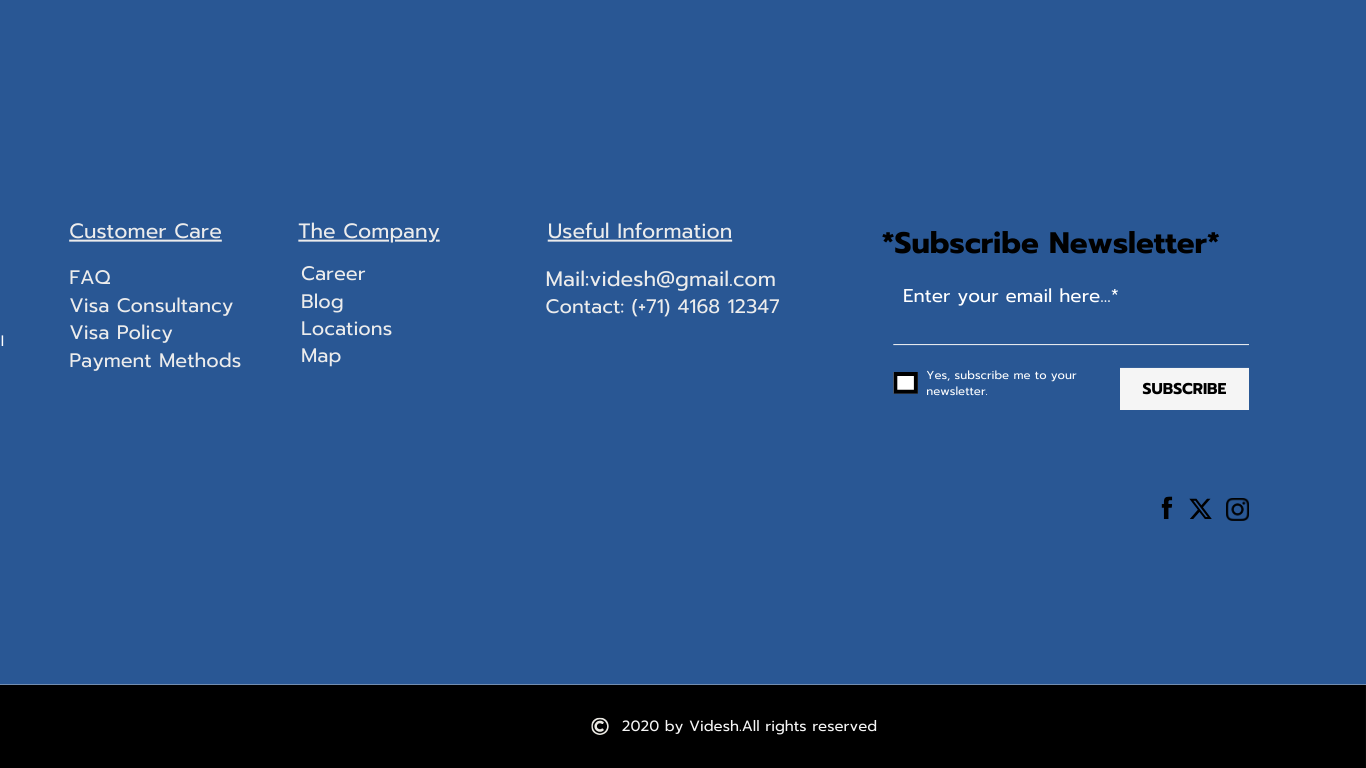 Customer Care
FAQ
Visa Consultancy
Visa Policy
Payment Methods
The Company
Career
Blog
Locations
Map
Useful Information
Mail:videsh@gmail.com
Contact: (+71) 4168 12347
*Subscribe Newsletter*
Enter your email here...*
Yes, subscribe me to your
newsletter.
SUBSCRIBE
© 2020 by Videsh.All rights reserved